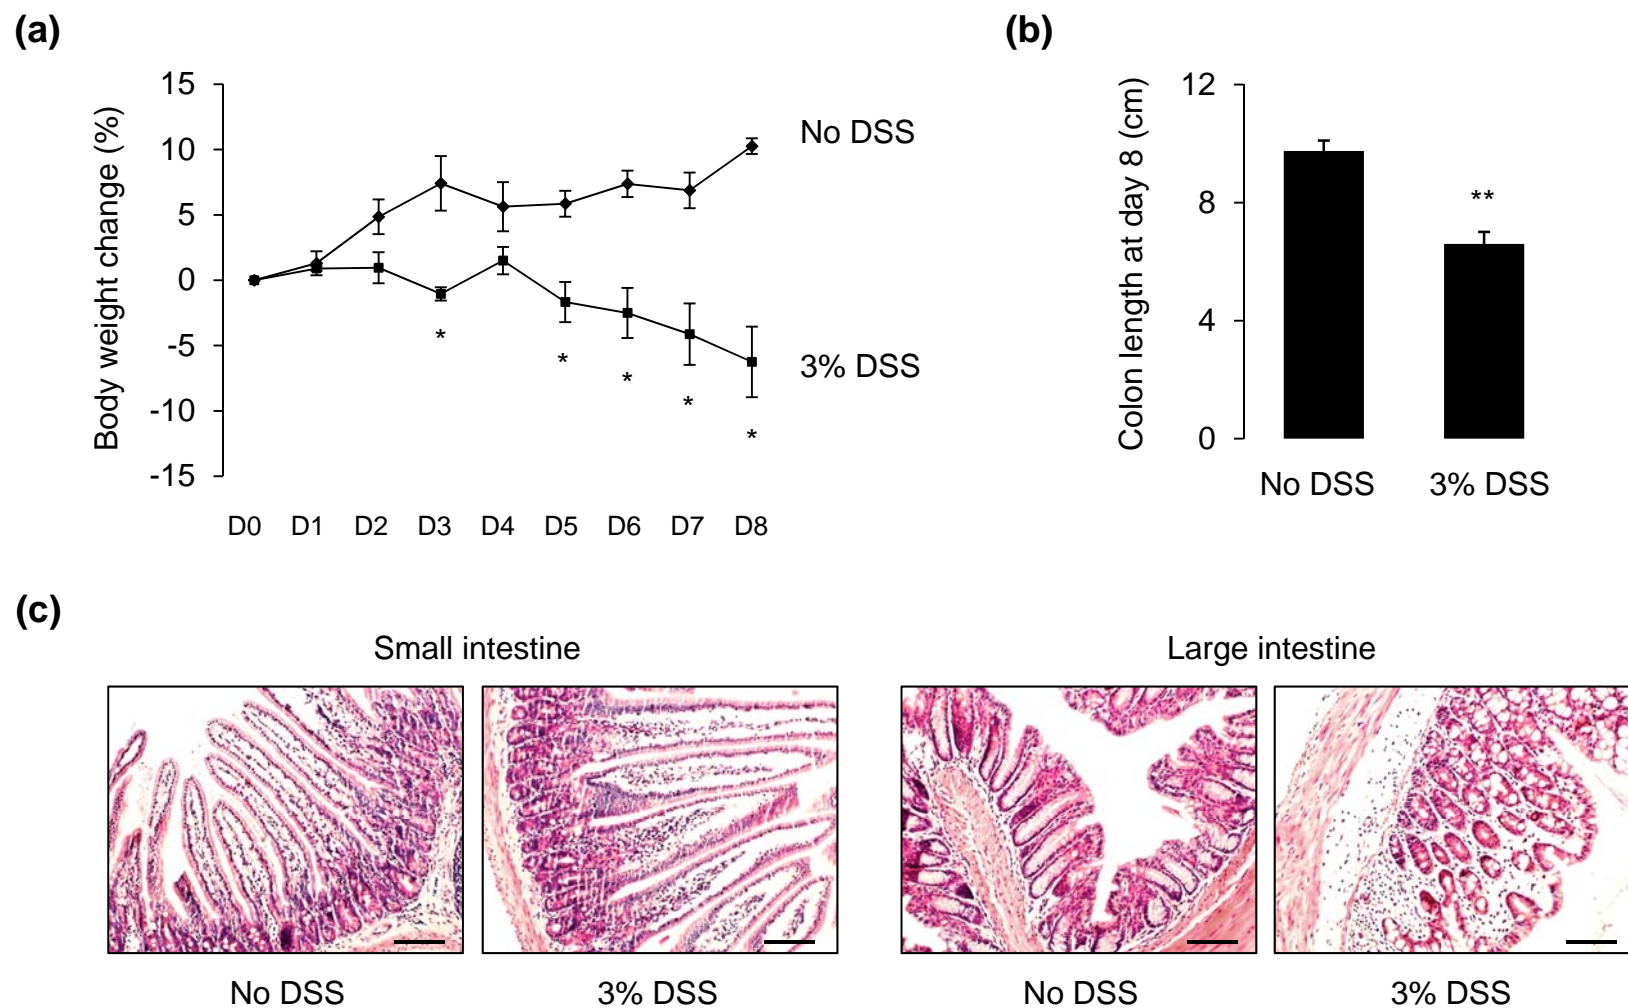 (a)
Body weight change (%)
15
10
5
0
-5
-10
-15
No DSS
3% DSS
*
*
*
*
*
D0 D1 D2 D3 D4 D5 D6 D7 D8
(b)
Colon length at day 8 (cm)
12
8
4
0
**
No DSS 3% DSS
(c)
Small intestine
Large intestine
No DSS 3% DSS No DSS 3% DSS